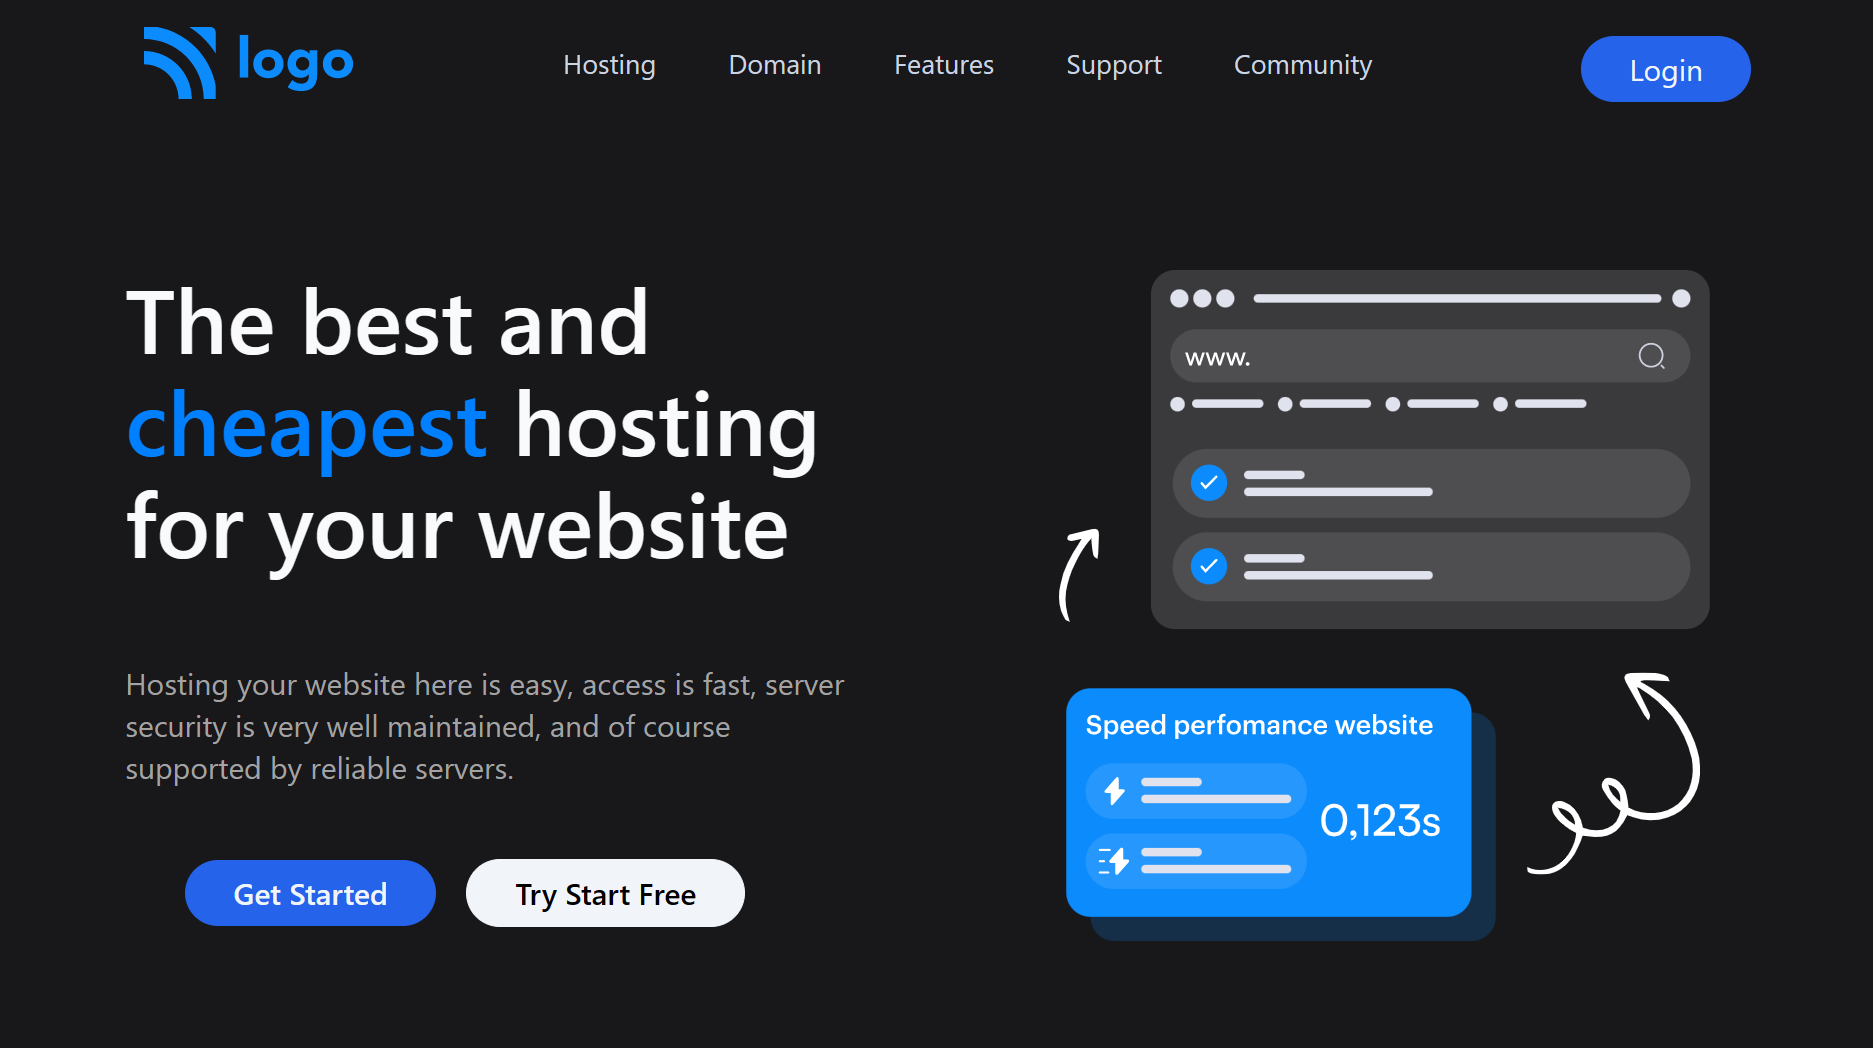 logo
Hosting
Domain
Features
Support
Community
Login
The best and
cheapest hosting
for your website
Hosting your website here is easy, access is fast, server
security is very well maintained, and of course
supported by reliable servers.
Get Started
Try Start Free
www.
Speed perfomance website
0,123s